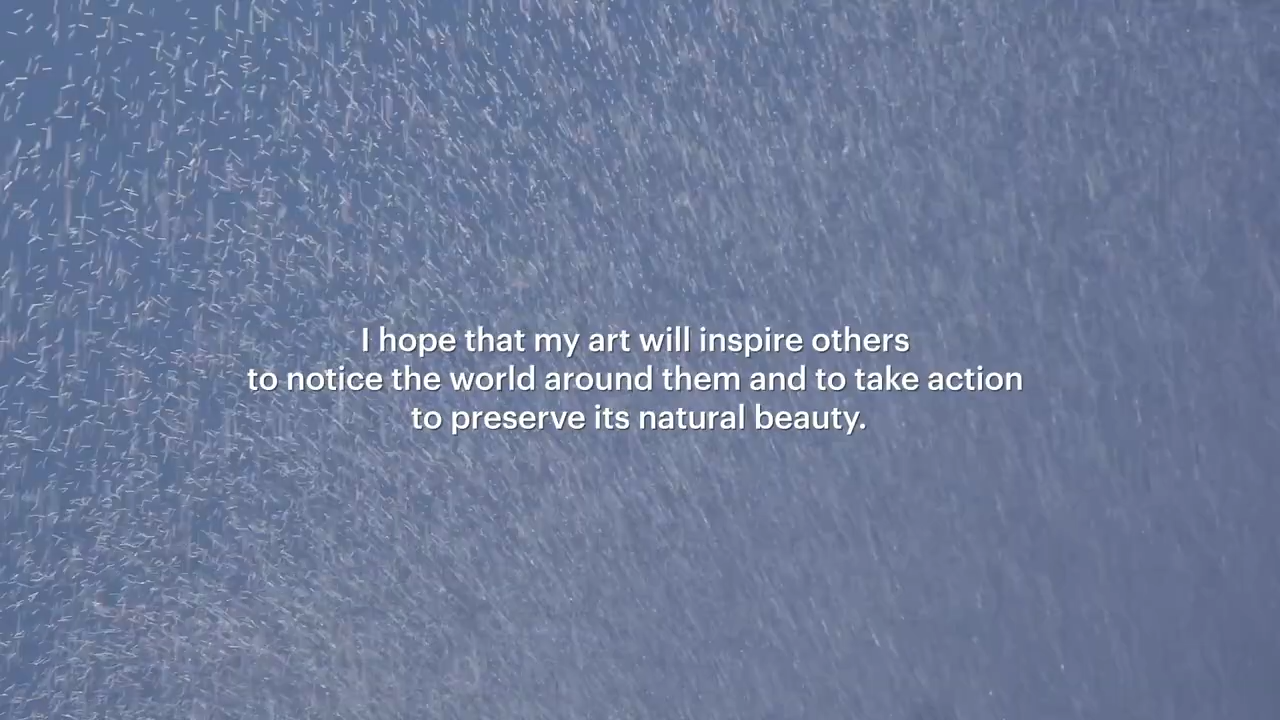 I hope that my art will inspire others
to notice the world around them and to take action
to preserve its natural beauty.